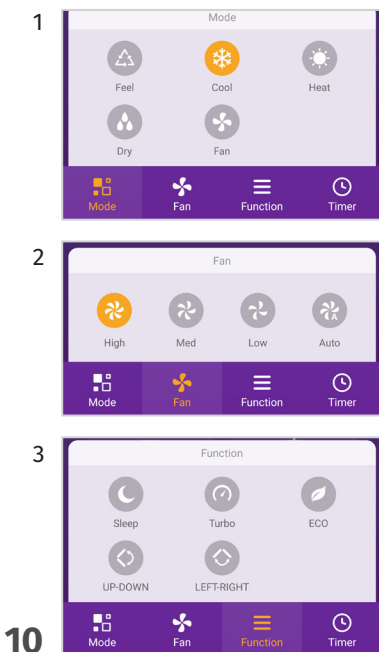 1
Mode
Feel Cool Heat
Dry Fan
Mode Fan Function Timer
2
Fan
High Med Low Auto
Mode Fan Function Timer
3
Function
Sleep Turbo ECO
UP-DOWN LEFT-RIGHT
Mode Fan Function Timer
10